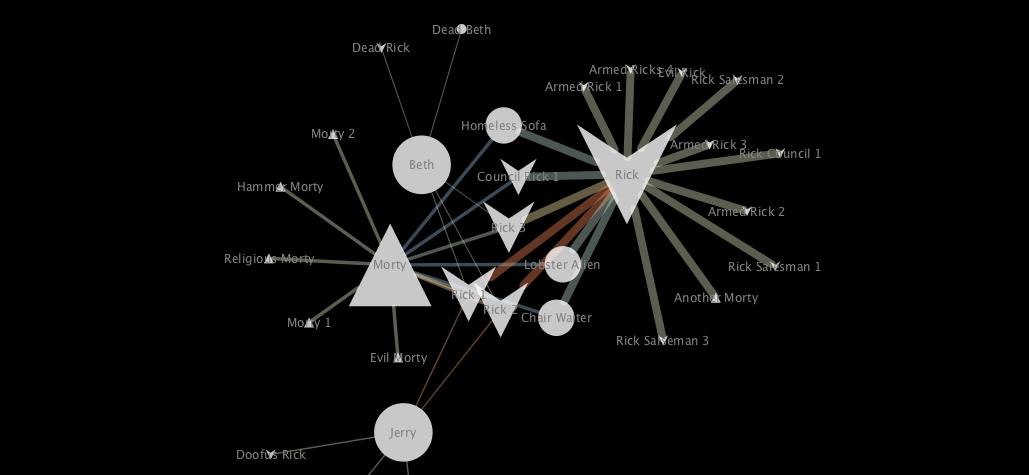 Dead Beth
Dead Rick
Armed Ricks 4
Evil Rick
Rick Salesman 2
Armed Rick 1
Homeless Sofa
Morty 2
Armed Rick 3
Rick Council 1
Beth
Council Rick 1
Rick
Hammer Morty
Armed Rick 2
Rick 3
Religious Morty
Morty
Lobster Alien
Rick Salesman 1
Rick 1
Another Morty
Rick 2
Chair Waiter
Morty 1
Rick Salseman 3
Evil Morty
Jerry
Doofus Rick